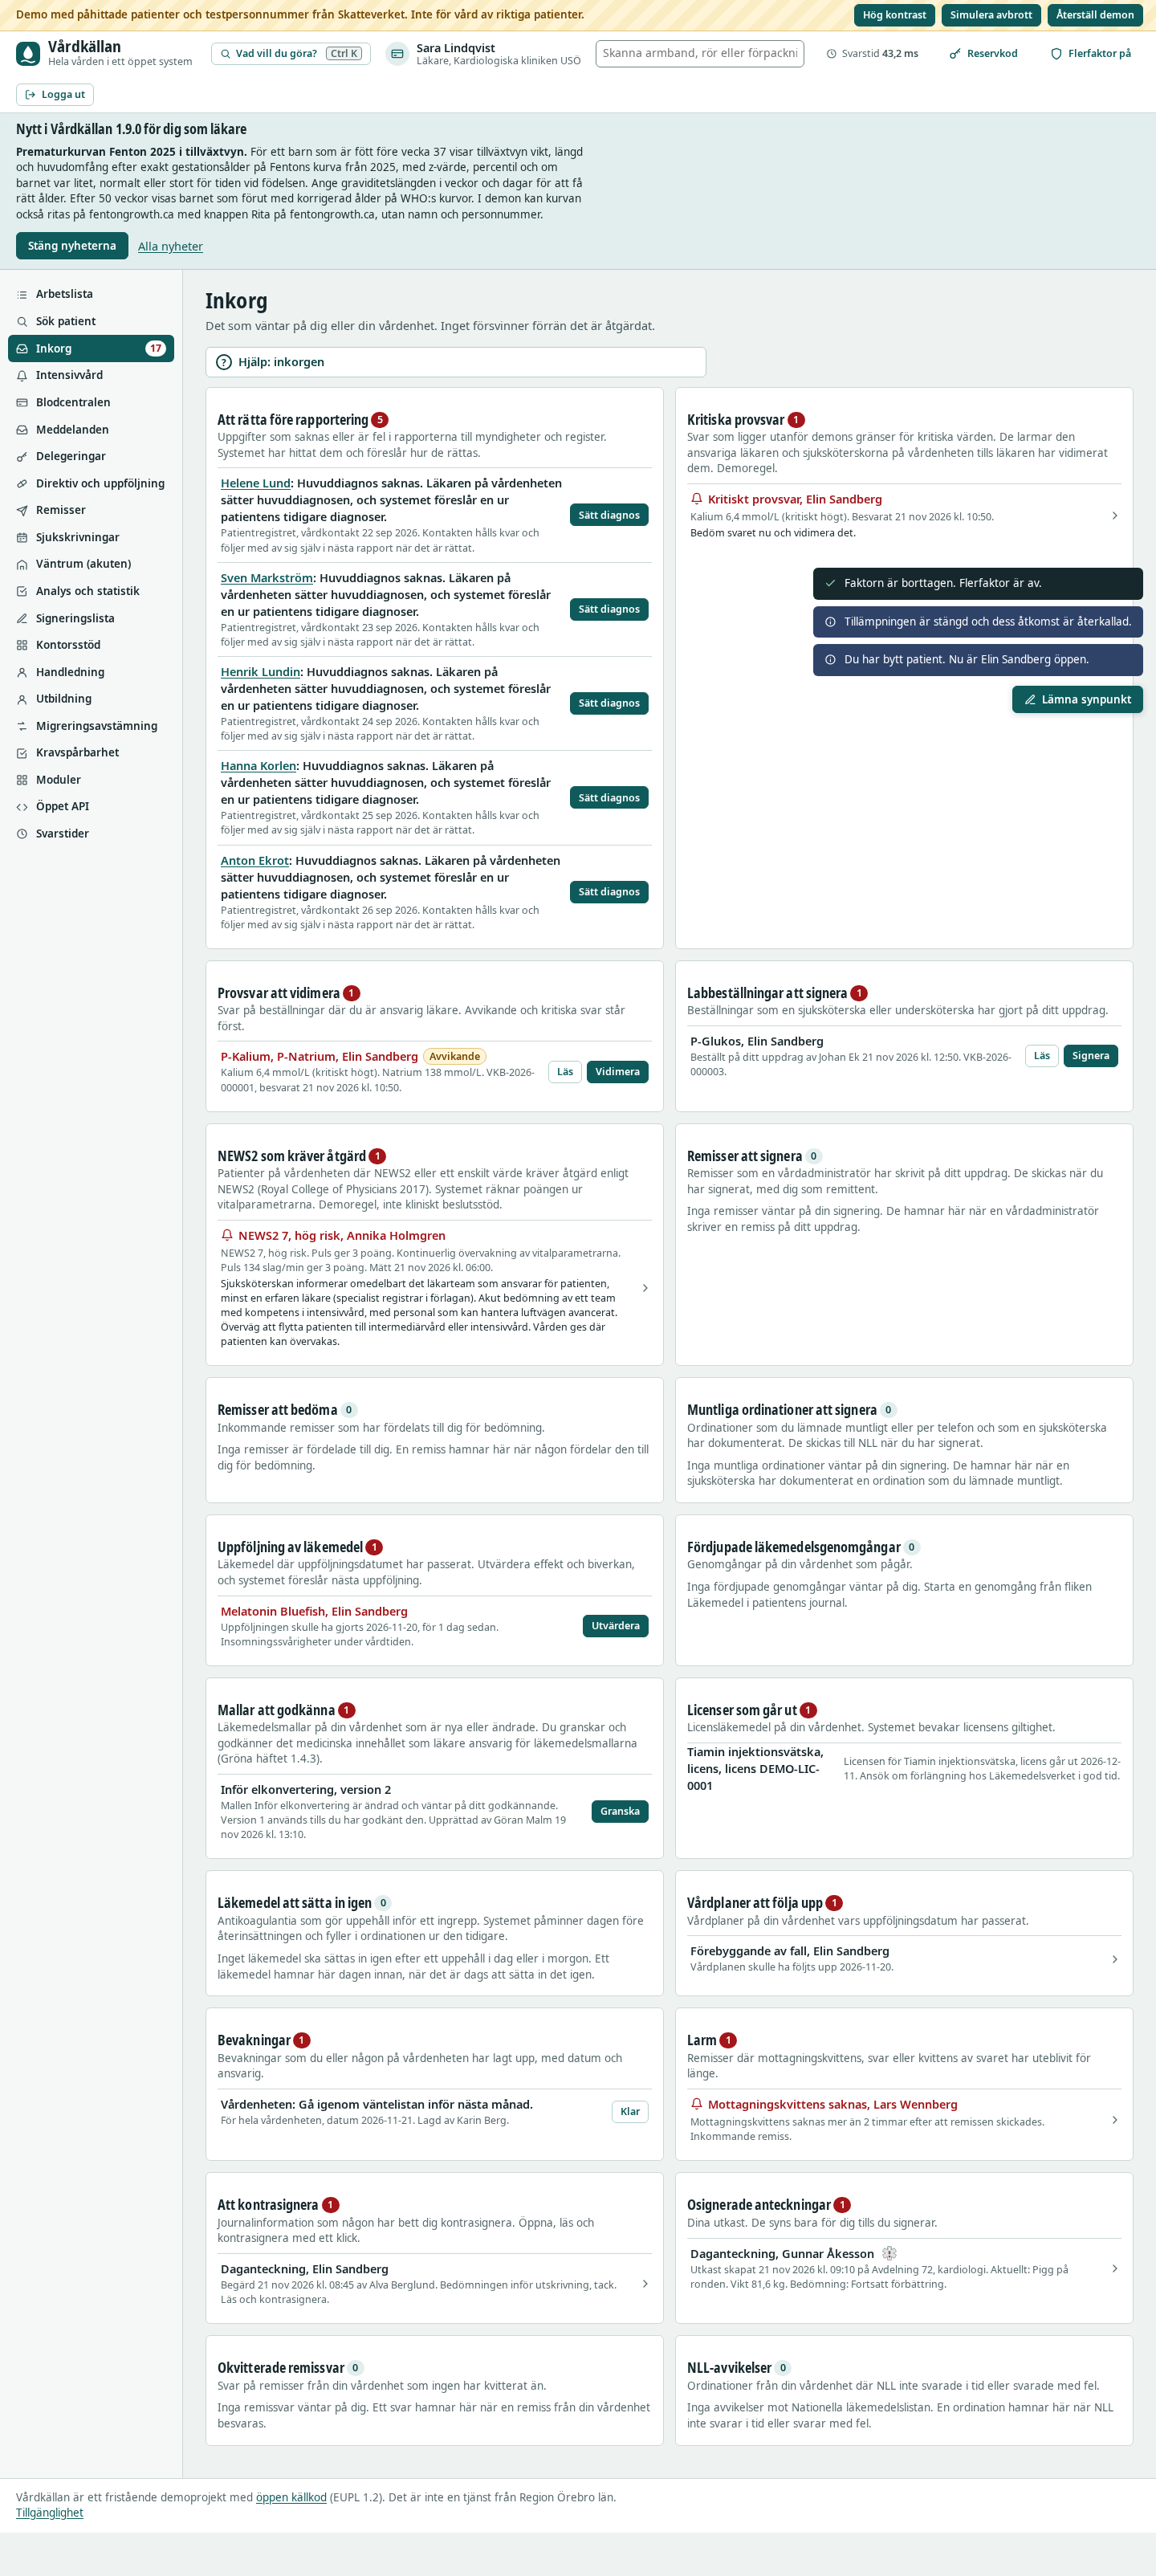 Demo med påhittade patienter och testpersonnummer från Skatteverket. Inte för vård av riktiga patienter.
Hög kontrast
Simulera avbrott
Återställ demon
Vårdkällan
Hela vården i ett öppet system
Vad vill du göra? Ctrl K
Sara Lindqvist
Läkare, Kardiologiska kliniken USÖ
Skanna armband, rör eller förpackni
Svarstid 43,2 ms
Reservkod
Flerfaktor på
Logga ut
Nytt i Vårdkällan 1.9.0 för dig som läkare
Prematurkurvan Fenton 2025 i tillväxtvyn. För ett barn som är fött före vecka 37 visar tillväxtvyn vikt, längd
och huvudomfång efter exakt gestationsålder på Fentons kurva från 2025, med z-värde, percentil och om
barnet var litet, normalt eller stort för tiden vid födelsen. Ange graviditetslängden i veckor och dagar för att få
rätt ålder. Efter 50 veckor visas barnet som förut med korrigerad ålder på WHO:s kurvor. I demon kan kurvan
också ritas på fentongrowth.ca med knappen Rita på fentongrowth.ca, utan namn och personnummer.
Stäng nyheterna
Alla nyheter
Arbetslista
Sök patient
Inkorg 17
Intensivvård
Blodcentralen
Meddelanden
Delegeringar
Direktiv och uppföljning
Remisser
Sjukskrivningar
Väntrum (akuten)
Analys och statistik
Signeringslista
Kontorsstöd
Handledning
Utbildning
Migreringsavstämning
Kravspårbarhet
Moduler
Öppet API
Svarstider
Inkorg
Det som väntar på dig eller din vårdenhet. Inget försvinner förrän det är åtgärdat.
? Hjälp: inkorgen
Att rätta före rapportering 5
Uppgifter som saknas eller är fel i rapporterna till myndigheter och register.
Systemet har hittat dem och föreslår hur de rättas.
Helene Lund: Huvuddiagnos saknas. Läkaren på vårdenheten
sätter huvuddiagnosen, och systemet föreslår en ur
patientens tidigare diagnoser.
Patientregistret, vårdkontakt 22 sep 2026. Kontakten hålls kvar och
följer med av sig själv i nästa rapport när det är rättat.
Sätt diagnos
Sven Markström: Huvuddiagnos saknas. Läkaren på
vårdenheten sätter huvuddiagnosen, och systemet föreslår
en ur patientens tidigare diagnoser.
Patientregistret, vårdkontakt 23 sep 2026. Kontakten hålls kvar och
följer med av sig själv i nästa rapport när det är rättat.
Sätt diagnos
Henrik Lundin: Huvuddiagnos saknas. Läkaren på
vårdenheten sätter huvuddiagnosen, och systemet föreslår
en ur patientens tidigare diagnoser.
Patientregistret, vårdkontakt 24 sep 2026. Kontakten hålls kvar och
följer med av sig själv i nästa rapport när det är rättat.
Sätt diagnos
Hanna Korlen: Huvuddiagnos saknas. Läkaren på
vårdenheten sätter huvuddiagnosen, och systemet föreslår
en ur patientens tidigare diagnoser.
Patientregistret, vårdkontakt 25 sep 2026. Kontakten hålls kvar och
följer med av sig själv i nästa rapport när det är rättat.
Sätt diagnos
Anton Ekrot: Huvuddiagnos saknas. Läkaren på vårdenheten
sätter huvuddiagnosen, och systemet föreslår en ur
patientens tidigare diagnoser.
Patientregistret, vårdkontakt 26 sep 2026. Kontakten hålls kvar och
följer med av sig själv i nästa rapport när det är rättat.
Sätt diagnos
Kritiska provsvar 1
Svar som ligger utanför demons gränser för kritiska värden. De larmar den
ansvariga läkaren och sjuksköterskorna på vårdenheten tills läkaren har vidimerat
dem. Demoregel.
Kritiskt provsvar, Elin Sandberg
Kalium 6,4 mmol/L (kritiskt högt). Besvarat 21 nov 2026 kl. 10:50.
Bedöm svaret nu och vidimera det.
Faktorn är borttagen. Flerfaktor är av.
Tillämpningen är stängd och dess åtkomst är återkallad.
Du har bytt patient. Nu är Elin Sandberg öppen.
Lämna synpunkt
Provsvar att vidimera 1
Svar på beställningar där du är ansvarig läkare. Avvikande och kritiska svar står
först.
P-Kalium, P-Natrium, Elin Sandberg Avvikande
Kalium 6,4 mmol/L (kritiskt högt). Natrium 138 mmol/L. VKB-2026-
000001, besvarat 21 nov 2026 kl. 10:50.
Läs
Vidimera
Labbeställningar att signera 1
Beställningar som en sjuksköterska eller undersköterska har gjort på ditt uppdrag.
P-Glukos, Elin Sandberg
Beställt på ditt uppdrag av Johan Ek 21 nov 2026 kl. 12:50. VKB-2026-
000003.
Läs
Signera
NEWS2 som kräver åtgärd 1
Patienter på vårdenheten där NEWS2 eller ett enskilt värde kräver åtgärd enligt
NEWS2 (Royal College of Physicians 2017). Systemet räknar poängen ur
vitalparametrarna. Demoregel, inte kliniskt beslutsstöd.
NEWS2 7, hög risk, Annika Holmgren
NEWS2 7, hög risk. Puls ger 3 poäng. Kontinuerlig övervakning av vitalparametrarna.
Puls 134 slag/min ger 3 poäng. Mätt 21 nov 2026 kl. 06:00.
Sjuksköterskan informerar omedelbart det läkarteam som ansvarar för patienten,
minst en erfaren läkare (specialist registrar i förlagan). Akut bedömning av ett team
med kompetens i intensivvård, med personal som kan hantera luftvägen avancerat.
Överväg att flytta patienten till intermediärvård eller intensivvård. Vården ges där
patienten kan övervakas.
Remisser att signera 0
Remisser som en vårdadministratör har skrivit på ditt uppdrag. De skickas när du
har signerat, med dig som remittent.
Inga remisser väntar på din signering. De hamnar här när en vårdadministratör
skriver en remiss på ditt uppdrag.
Remisser att bedöma 0
Inkommande remisser som har fördelats till dig för bedömning.
Inga remisser är fördelade till dig. En remiss hamnar här när någon fördelar den till
dig för bedömning.
Muntliga ordinationer att signera 0
Ordinationer som du lämnade muntligt eller per telefon och som en sjuksköterska
har dokumenterat. De skickas till NLL när du har signerat.
Inga muntliga ordinationer väntar på din signering. De hamnar här när en
sjuksköterska har dokumenterat en ordination som du lämnade muntligt.
Uppföljning av läkemedel 1
Läkemedel där uppföljningsdatumet har passerat. Utvärdera effekt och biverkan,
och systemet föreslår nästa uppföljning.
Melatonin Bluefish, Elin Sandberg
Uppföljningen skulle ha gjorts 2026-11-20, för 1 dag sedan.
Insomningssvårigheter under vårdtiden.
Utvärdera
Fördjupade läkemedelsgenomgångar 0
Genomgångar på din vårdenhet som pågår.
Inga fördjupade genomgångar väntar på dig. Starta en genomgång från fliken
Läkemedel i patientens journal.
Mallar att godkänna 1
Läkemedelsmallar på din vårdenhet som är nya eller ändrade. Du granskar och
godkänner det medicinska innehållet som läkare ansvarig för läkemedelsmallarna
(Gröna häftet 1.4.3).
Inför elkonvertering, version 2
Mallen Inför elkonvertering är ändrad och väntar på ditt godkännande.
Version 1 används tills du har godkänt den. Upprättad av Göran Malm 19
nov 2026 kl. 13:10.
Granska
Licenser som går ut 1
Licensläkemedel på din vårdenhet. Systemet bevakar licensens giltighet.
Tiamin injektionsvätska,
licens, licens DEMO-LIC-
0001
Licensen för Tiamin injektionsvätska, licens går ut 2026-12-
11. Ansök om förlängning hos Läkemedelsverket i god tid.
Läkemedel att sätta in igen 0
Antikoagulantia som gör uppehåll inför ett ingrepp. Systemet påminner dagen före
återinsättningen och fyller i ordinationen ur den tidigare.
Inget läkemedel ska sättas in igen efter ett uppehåll i dag eller i morgon. Ett
läkemedel hamnar här dagen innan, när det är dags att sätta in det igen.
Vårdplaner att följa upp 1
Vårdplaner på din vårdenhet vars uppföljningsdatum har passerat.
Förebyggande av fall, Elin Sandberg
Vårdplanen skulle ha följts upp 2026-11-20.
Bevakningar 1
Bevakningar som du eller någon på vårdenheten har lagt upp, med datum och
ansvarig.
Vårdenheten: Gå igenom väntelistan inför nästa månad.
För hela vårdenheten, datum 2026-11-21. Lagd av Karin Berg.
Klar
Larm 1
Remisser där mottagningskvittens, svar eller kvittens av svaret har uteblivit för
länge.
Mottagningskvittens saknas, Lars Wennberg
Mottagningskvittens saknas mer än 2 timmar efter att remissen skickades.
Inkommande remiss.
Att kontrasignera 1
Journalinformation som någon har bett dig kontrasignera. Öppna, läs och
kontrasignera med ett klick.
Daganteckning, Elin Sandberg
Begärd 21 nov 2026 kl. 08:45 av Alva Berglund. Bedömningen inför utskrivning, tack.
Läs och kontrasignera.
Osignerade anteckningar 1
Dina utkast. De syns bara för dig tills du signerar.
Daganteckning, Gunnar Åkesson
Utkast skapat 21 nov 2026 kl. 09:10 på Avdelning 72, kardiologi. Aktuellt: Pigg på
ronden. Vikt 81,6 kg. Bedömning: Fortsatt förbättring.
Okvitterade remissvar 0
Svar på remisser från din vårdenhet som ingen har kvitterat än.
Inga remissvar väntar på dig. Ett svar hamnar här när en remiss från din vårdenhet
besvaras.
NLL-avvikelser 0
Ordinationer från din vårdenhet där NLL inte svarade i tid eller svarade med fel.
Inga avvikelser mot Nationella läkemedelslistan. En ordination hamnar här när NLL
inte svarar i tid eller svarar med fel.
Vårdkällan är ett fristående demoprojekt med öppen källkod (EUPL 1.2). Det är inte en tjänst från Region Örebro län.
Tillgänglighet